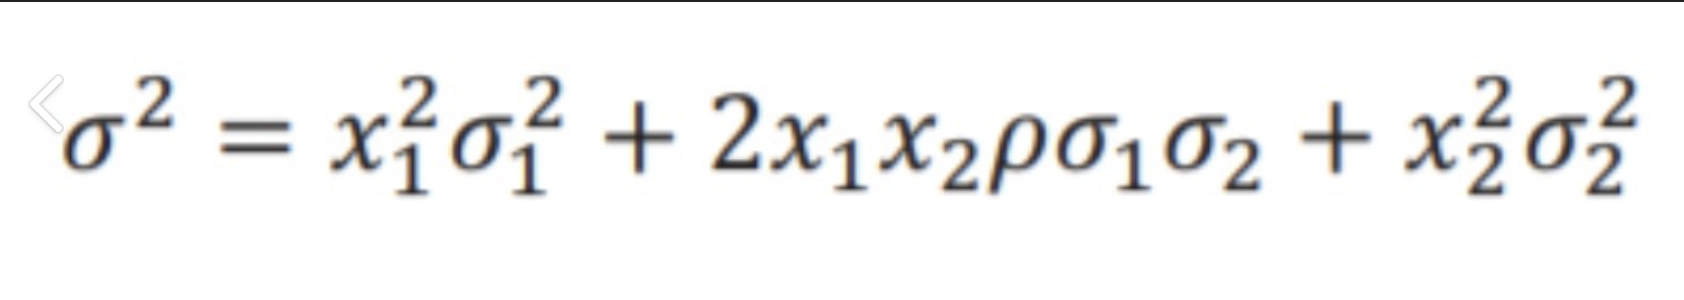 σ² = x₁²σ₁² + 2x₁x₂ρσ₁σ₂ + x₂²σ₂²